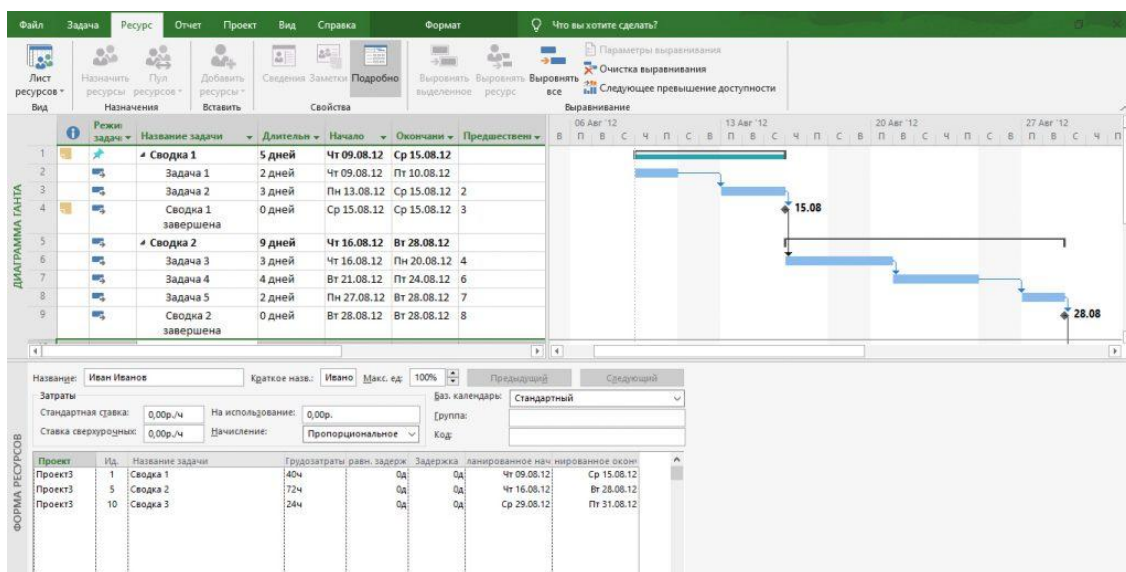 Файл Задача Ресурс Отчет Проект Вид Справка Формат Что вы хотите сделать?
Лист ресурсов
Назначить ресурсы
Пул ресурсов
Добавить ресурсы
Сведения Заметки Подробно
Выровнять выделенное
Выровнять ресурс
Выровнять все
Параметры выравнивания
Очистка выравнивания
Следующее превышение доступности
Вид Назначения Вставить Свойства Выравнивание
ДИАГРАММА ГАНТА
Название задачи Длительн Начало Окончани Предшественн
06 Авг '12 13 Авг '12 20 Авг '12 27 Авг '12
В П В С Ч П С В П В С Ч П С В П В С Ч П С В П В С Ч П
1 Сводка 1 5 дней Чт 09.08.12 Ср 15.08.12
2 Задача 1 2 дней Чт 09.08.12 Пт 10.08.12
3 Задача 2 3 дней Пн 13.08.12 Ср 15.08.12 2
4 Сводка 1 завершена 0 дней Ср 15.08.12 Ср 15.08.12 3
15.08
5 Сводка 2 9 дней Чт 16.08.12 Вт 28.08.12
6 Задача 3 3 дней Чт 16.08.12 Пн 20.08.12 4
7 Задача 4 4 дней Вт 21.08.12 Пт 24.08.12 6
8 Задача 5 2 дней Пн 27.08.12 Вт 28.08.12 7
9 Сводка 2 завершена 0 дней Вт 28.08.12 Вт 28.08.12 8
28.08
ФОРМА РЕСУРСОВ
Название: Иван Иванов Краткое назв.: Ивано Макс. ед: 100% Предыдущий Следующий
Затраты Баз. календарь: Стандартный
Стандартная ставка: 0,00р./ч На использование: 0,00р. Группа:
Ставка сверхурочных: 0,00р./ч Начисление: Пропорциональное Код:
Проект Ид. Название задачи Трудозатраты равн. задерж Задержка ланированное нач нированное оконч
Проект3 1 Сводка 1 40ч 0д 0д Чт 09.08.12 Ср 15.08.12
Проект3 5 Сводка 2 72ч 0д 0д Чт 16.08.12 Вт 28.08.12
Проект3 10 Сводка 3 24ч 0д 0д Ср 29.08.12 Пт 31.08.12